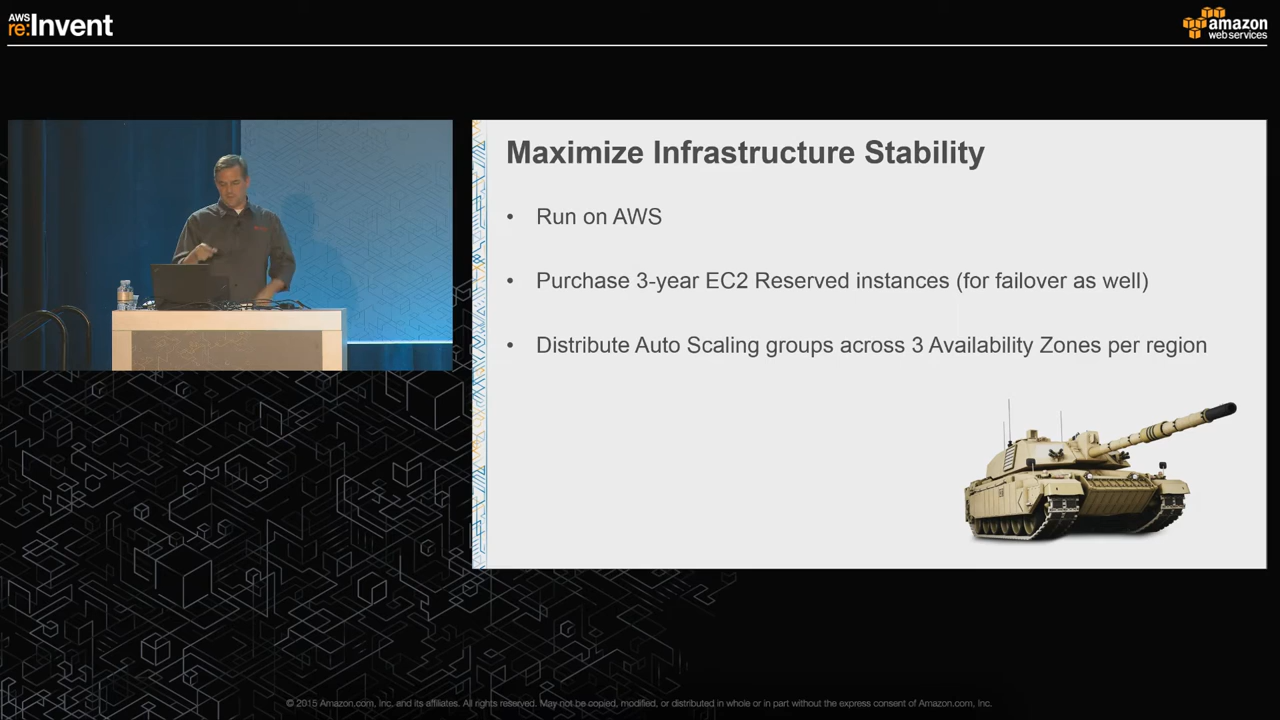 AWS
re:Invent
amazon
web services
Maximize Infrastructure Stability
• Run on AWS
• Purchase 3-year EC2 Reserved instances (for failover as well)
• Distribute Auto Scaling groups across 3 Availability Zones per region
© 2015 Amazon.com, Inc. and its affiliates. All rights reserved. May not be copied, modified, or distributed in whole or in part without the express consent of Amazon.com, Inc.